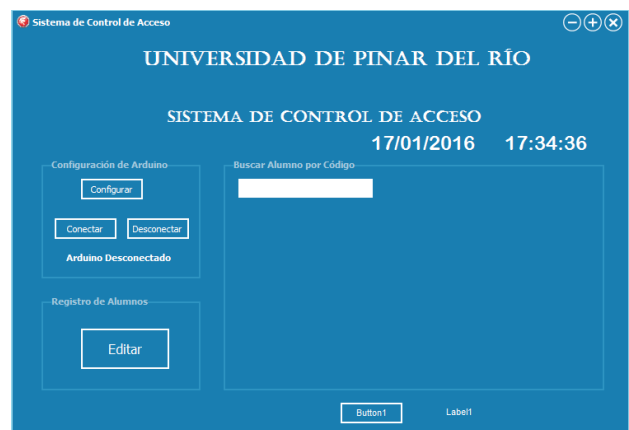 Sistema de Control de Acceso
UNIVERSIDAD DE PINAR DEL RÍO
SISTEMA DE CONTROL DE ACCESO
17/01/2016 17:34:36
Configuración de Arduino
Configurar
Conectar Desconectar
Arduino Desconectado
Buscar Alumno por Código
Registro de Alumnos
Editar
Button1 Label1